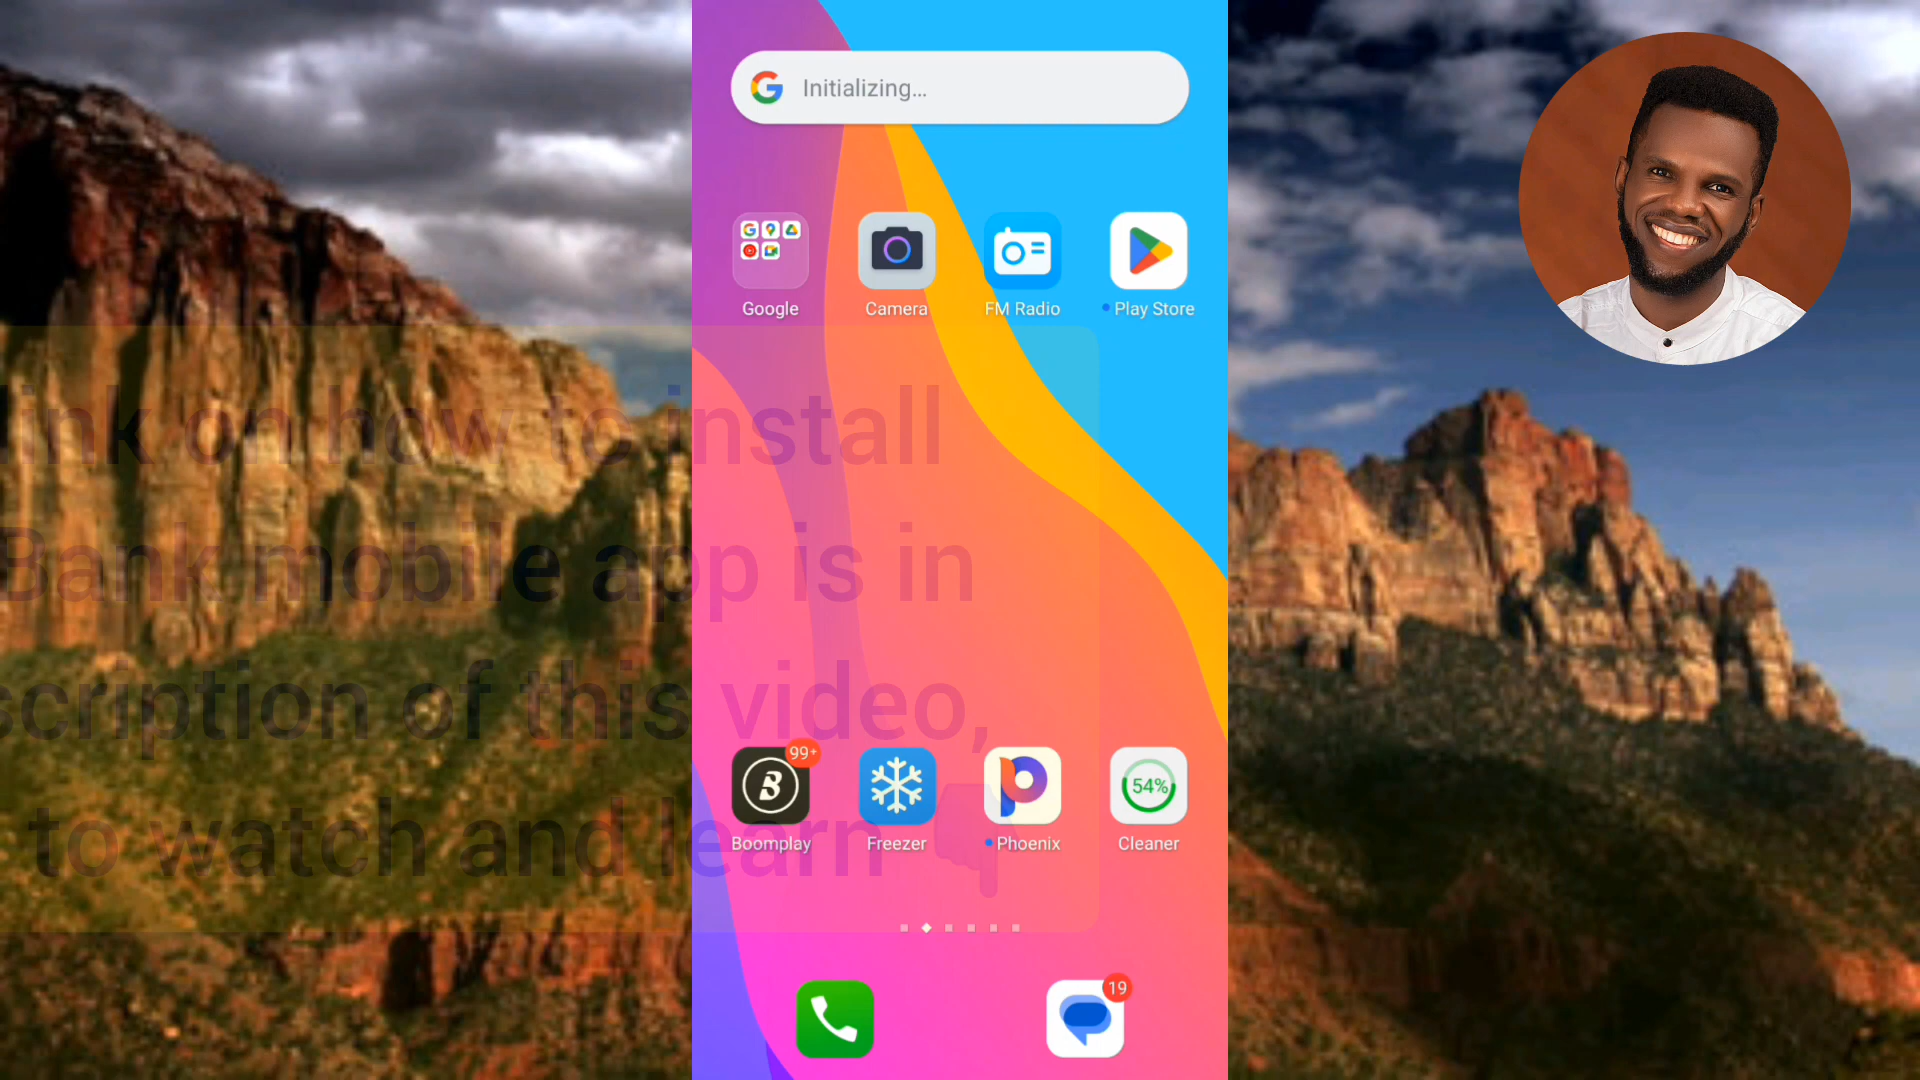 Initializing...
Google
Camera
FM Radio
Play Store
ink on how to install
Bank mobile app is in
scription of this video,
to watch and learn
99+
54%
Boomplay
Freezer
Phoenix
Cleaner
19